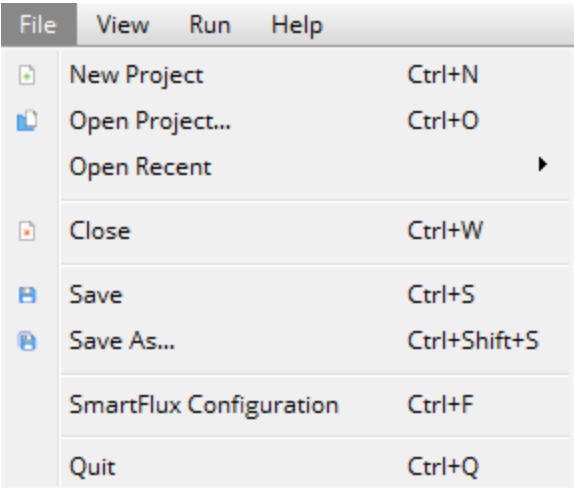 File View Run Help
New Project Ctrl+N
Open Project... Ctrl+O
Open Recent
Close Ctrl+W
Save Ctrl+S
Save As... Ctrl+Shift+S
SmartFlux Configuration Ctrl+F
Quit Ctrl+Q